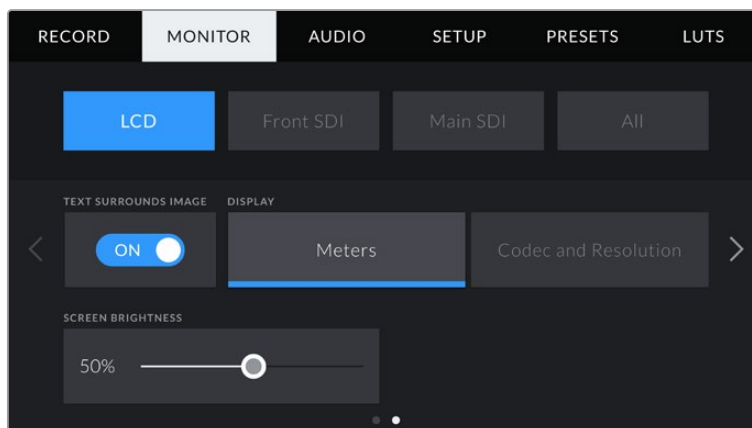 RECORD MONITOR AUDIO SETUP PRESETS LUTS
LCD Front SDI Main SDI All
TEXT SURROUNDS IMAGE DISPLAY
ON Meters Codec and Resolution
SCREEN BRIGHTNESS
50%